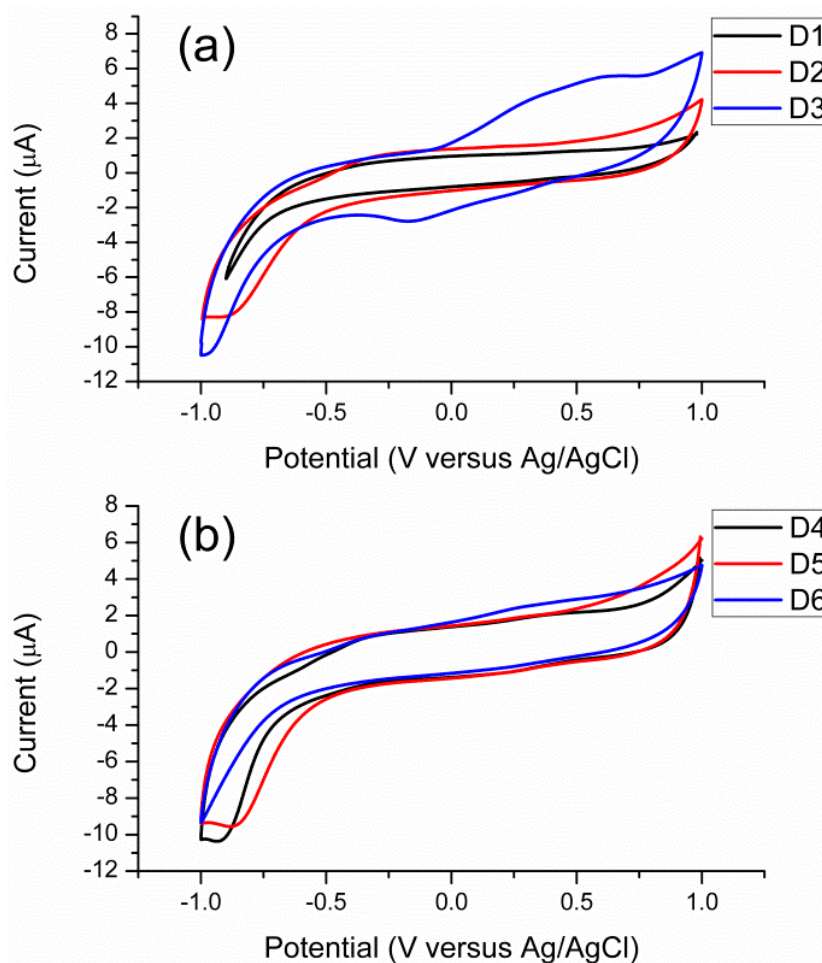 (a)
D1
D2
D3
8
6
4
2
0
-2
-4
-6
-8
-10
-12
Current (μA)
-1.0 -0.5 0.0 0.5 1.0
Potential (V versus Ag/AgCl)
(b)
D4
D5
D6
8
6
4
2
0
-2
-4
-6
-8
-10
-12
Current (μA)
-1.0 -0.5 0.0 0.5 1.0
Potential (V versus Ag/AgCl)